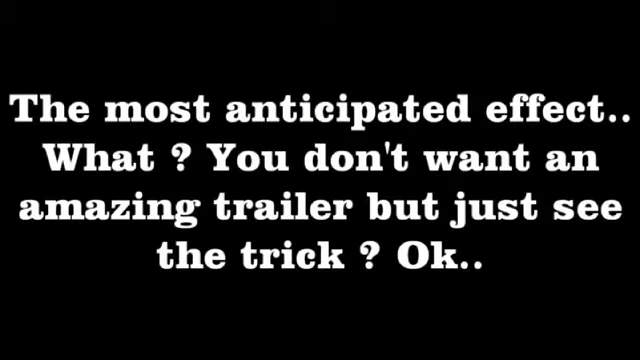 The most anticipated effect..
What ? You don't want an
amazing trailer but just see
the trick ? Ok..